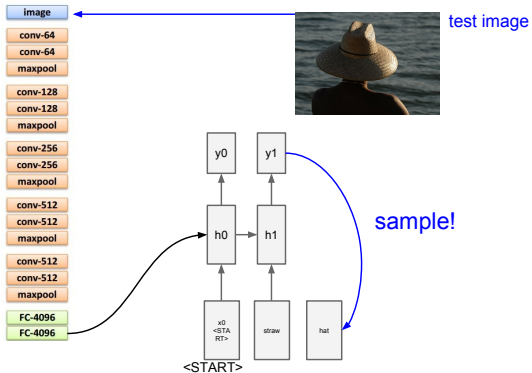 image
test image
conv-64
conv-64
maxpool
conv-128
conv-128
maxpool
conv-256
conv-256
maxpool
conv-512
conv-512
maxpool
conv-512
conv-512
maxpool
FC-4096
FC-4096
y0
y1
sample!
h0
h1
x0
<STA
RT>
straw
hat
<START>